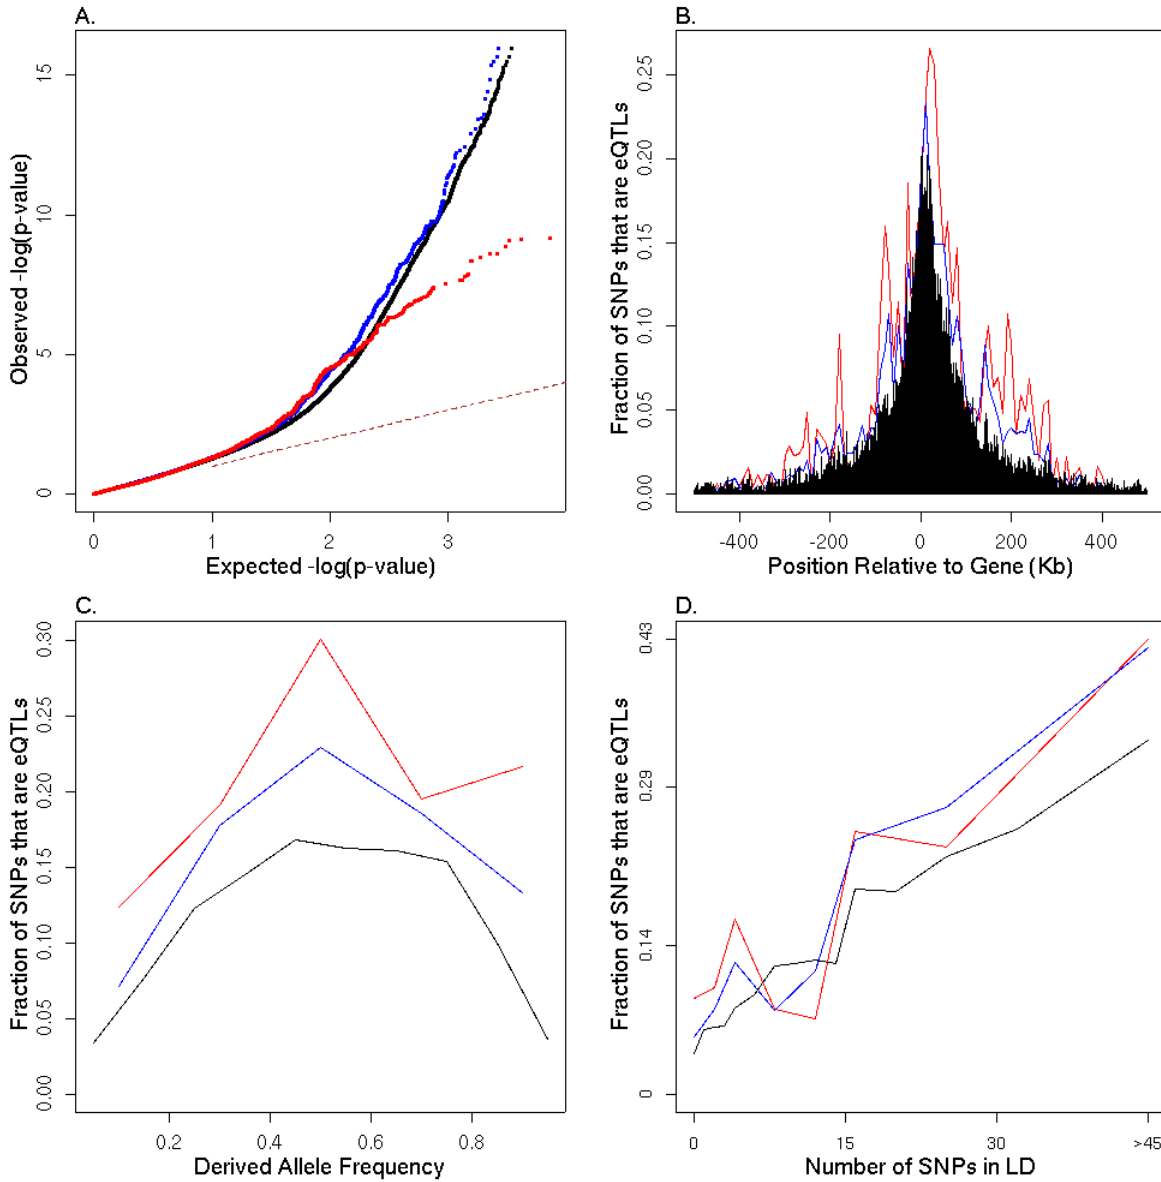 A.
Observed -log(p-value)
15
10
5
0
0 1 2 3
Expected -log(p-value)
B.
Fraction of SNPs that are eQTLs
0.25
0.20
0.15
0.10
0.05
0.00
-400 -200 0 200 400
Position Relative to Gene (Kb)
C.
Fraction of SNPs that are eQTLs
0.30
0.25
0.20
0.15
0.10
0.05
0.00
0.2 0.4 0.6 0.8
Derived Allele Frequency
D.
Fraction of SNPs that are eQTLs
0.43
0.29
0.14
0
0 15 30 >45
Number of SNPs in LD